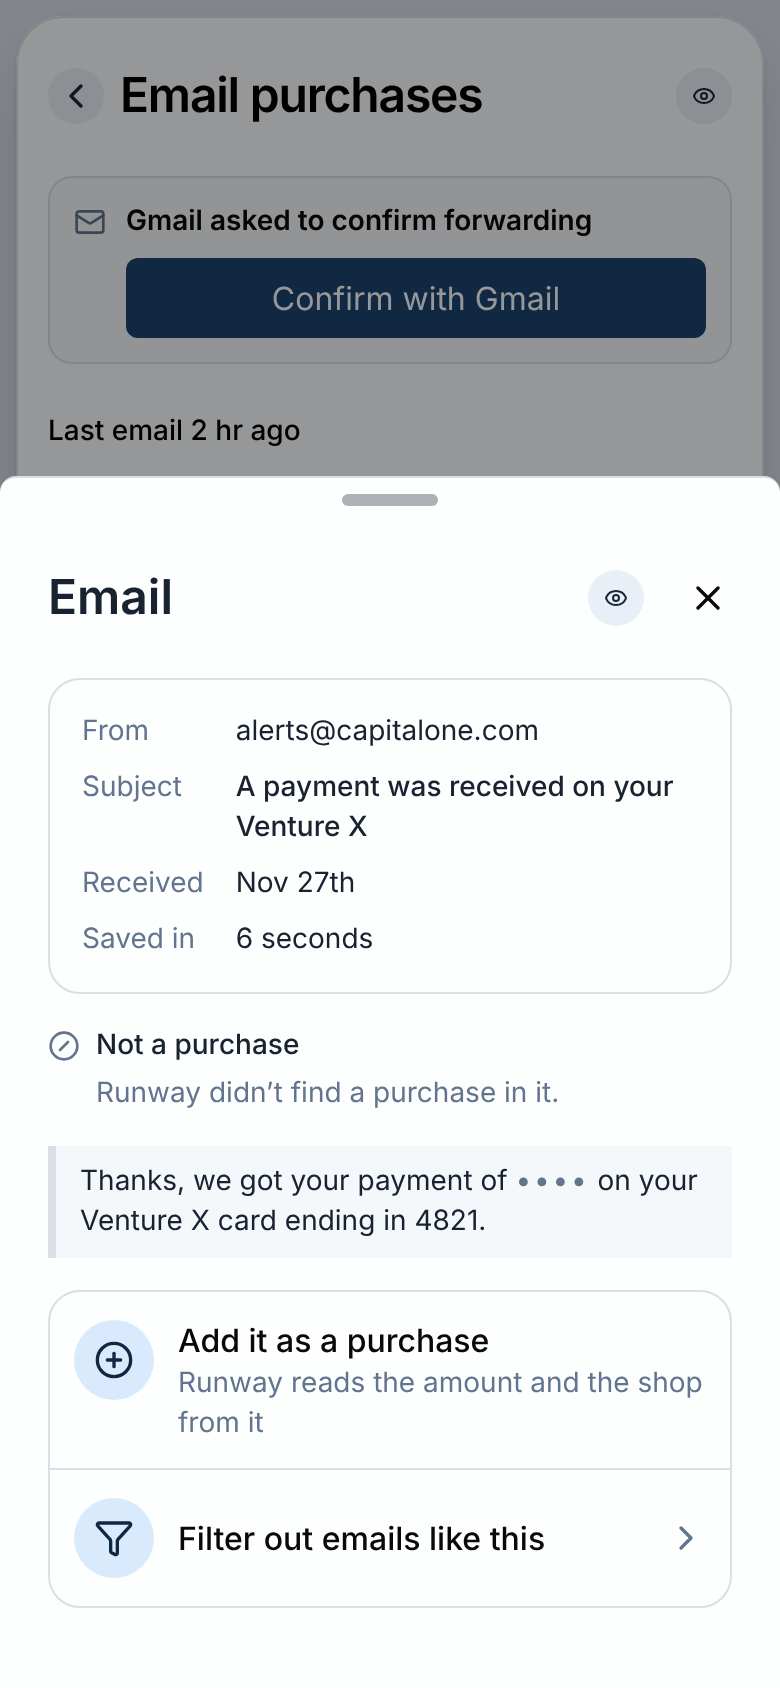 Email purchases
Gmail asked to confirm forwarding
Confirm with Gmail
Last email 2 hr ago
Email
From alerts@capitalone.com
Subject A payment was received on your
Venture X
Received Nov 27th
Saved in 6 seconds
Not a purchase
Runway didn’t find a purchase in it.
Thanks, we got your payment of •••• on your
Venture X card ending in 4821.
Add it as a purchase
Runway reads the amount and the shop
from it
Filter out emails like this